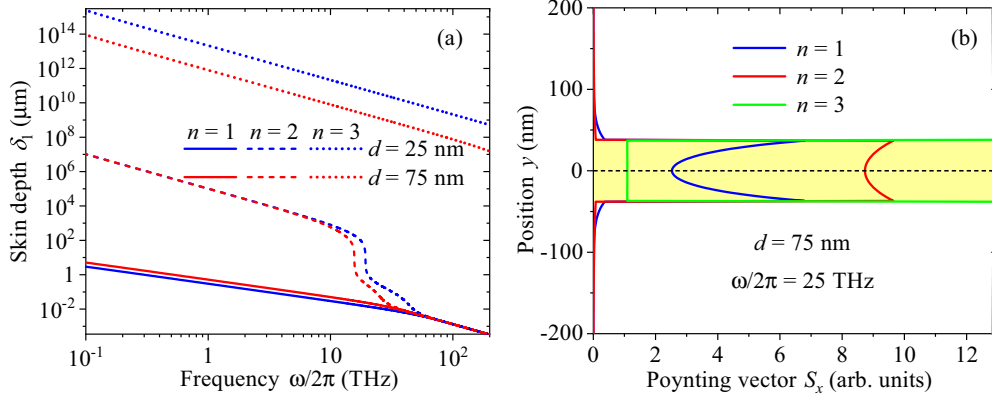 (a)
10^14
10^12
10^10
10^8
10^6
10^4
10^2
1
10^-2
Skin depth δ₁ (μm)
n = 1 n = 2 n = 3
d = 25 nm
d = 75 nm
10^-1 1 10 10^2
Frequency ω/2π (THz)
(b)
200
100
0
-100
-200
Position y (nm)
n = 1
n = 2
n = 3
d = 75 nm
ω/2π = 25 THz
0 2 4 6 8 10 12
Poynting vector Sₓ (arb. units)